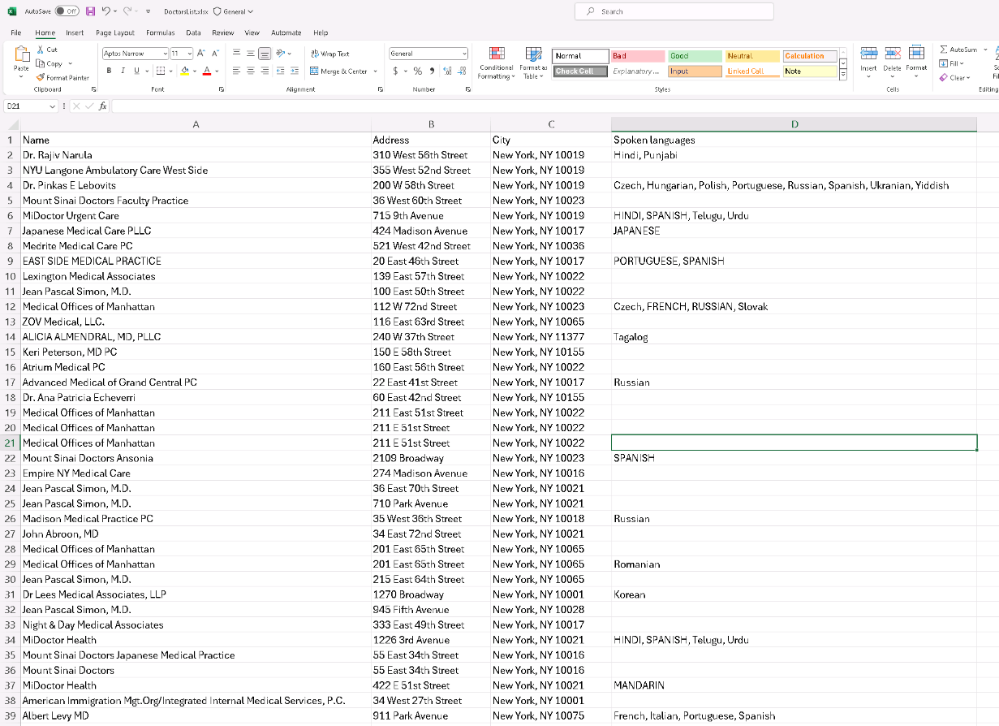 AutoSave Off DoctorsList.xlsx General Search
File Home Insert Page Layout Formulas Data Review View Automate Help
Paste Cut Copy Format Painter Clipboard
Aptos Narrow 11 A A B I U A Font
Wrap Text Merge & Center Alignment
General $ % Number
Conditional Formatting Format as Table Normal Bad Good Neutral Calculation
Check Cell Explanatory... Input Linked Cell Note Styles
Insert Delete Format Cells
AutoSum Fill Clear Editing
D21 fx
A B C D
1 Name Address City Spoken languages
2 Dr. Rajiv Narula 310 West 56th Street New York, NY 10019 Hindi, Punjabi
3 NYU Langone Ambulatory Care West Side 355 West 52nd Street New York, NY 10019
4 Dr. Pinkas E Lebovits 200 W 58th Street New York, NY 10019 Czech, Hungarian, Polish, Portuguese, Russian, Spanish, Ukranian, Yiddish
5 Mount Sinai Doctors Faculty Practice 36 West 60th Street New York, NY 10023
6 MiDoctor Urgent Care 715 9th Avenue New York, NY 10019 HINDI, SPANISH, Telugu, Urdu
7 Japanese Medical Care PLLC 424 Madison Avenue New York, NY 10017 JAPANESE
8 Medrite Medical Care PC 521 West 42nd Street New York, NY 10036
9 EAST SIDE MEDICAL PRACTICE 20 East 46th Street New York, NY 10017 PORTUGUESE, SPANISH
10 Lexington Medical Associates 139 East 57th Street New York, NY 10022
11 Jean Pascal Simon, M.D. 100 East 50th Street New York, NY 10022
12 Medical Offices of Manhattan 112 W 72nd Street New York, NY 10023 Czech, FRENCH, RUSSIAN, Slovak
13 ZOV Medical, LLC. 116 East 63rd Street New York, NY 10065
14 ALICIA ALMENDRAL, MD, PLLC 240 W 37th Street New York, NY 11377 Tagalog
15 Keri Peterson, MD PC 150 E 58th Street New York, NY 10155
16 Atrium Medical PC 160 East 56th Street New York, NY 10022
17 Advanced Medical of Grand Central PC 22 East 41st Street New York, NY 10017 Russian
18 Dr. Ana Patricia Echeverri 60 East 42nd Street New York, NY 10155
19 Medical Offices of Manhattan 211 East 51st Street New York, NY 10022
20 Medical Offices of Manhattan 211 E 51st Street New York, NY 10022
21 Medical Offices of Manhattan 211 E 51st Street New York, NY 10022
22 Mount Sinai Doctors Ansonia 2109 Broadway New York, NY 10023 SPANISH
23 Empire NY Medical Care 274 Madison Avenue New York, NY 10016
24 Jean Pascal Simon, M.D. 36 East 70th Street New York, NY 10021
25 Jean Pascal Simon, M.D. 710 Park Avenue New York, NY 10021
26 Madison Medical Practice PC 35 West 36th Street New York, NY 10018 Russian
27 John Abroon, MD 34 East 72nd Street New York, NY 10021
28 Medical Offices of Manhattan 201 East 65th Street New York, NY 10065
29 Medical Offices of Manhattan 201 East 65th Street New York, NY 10065 Romanian
30 Jean Pascal Simon, M.D. 215 East 64th Street New York, NY 10065
31 Dr Lees Medical Associates, LLP 1270 Broadway New York, NY 10001 Korean
32 Jean Pascal Simon, M.D. 945 Fifth Avenue New York, NY 10028
33 Night & Day Medical Associates 333 East 49th Street New York, NY 10017
34 MiDoctor Health 1226 3rd Avenue New York, NY 10021 HINDI, SPANISH, Telugu, Urdu
35 Mount Sinai Doctors Japanese Medical Practice 55 East 34th Street New York, NY 10016
36 Mount Sinai Doctors 55 East 34th Street New York, NY 10016
37 MiDoctor Health 422 E 51st Street New York, NY 10021 MANDARIN
38 American Immigration Mgt.Org/Integrated Internal Medical Services, P.C. 34 West 27th Street New York, NY 10001
39 Albert Levy MD 911 Park Avenue New York, NY 10075 French, Italian, Portuguese, Spanish